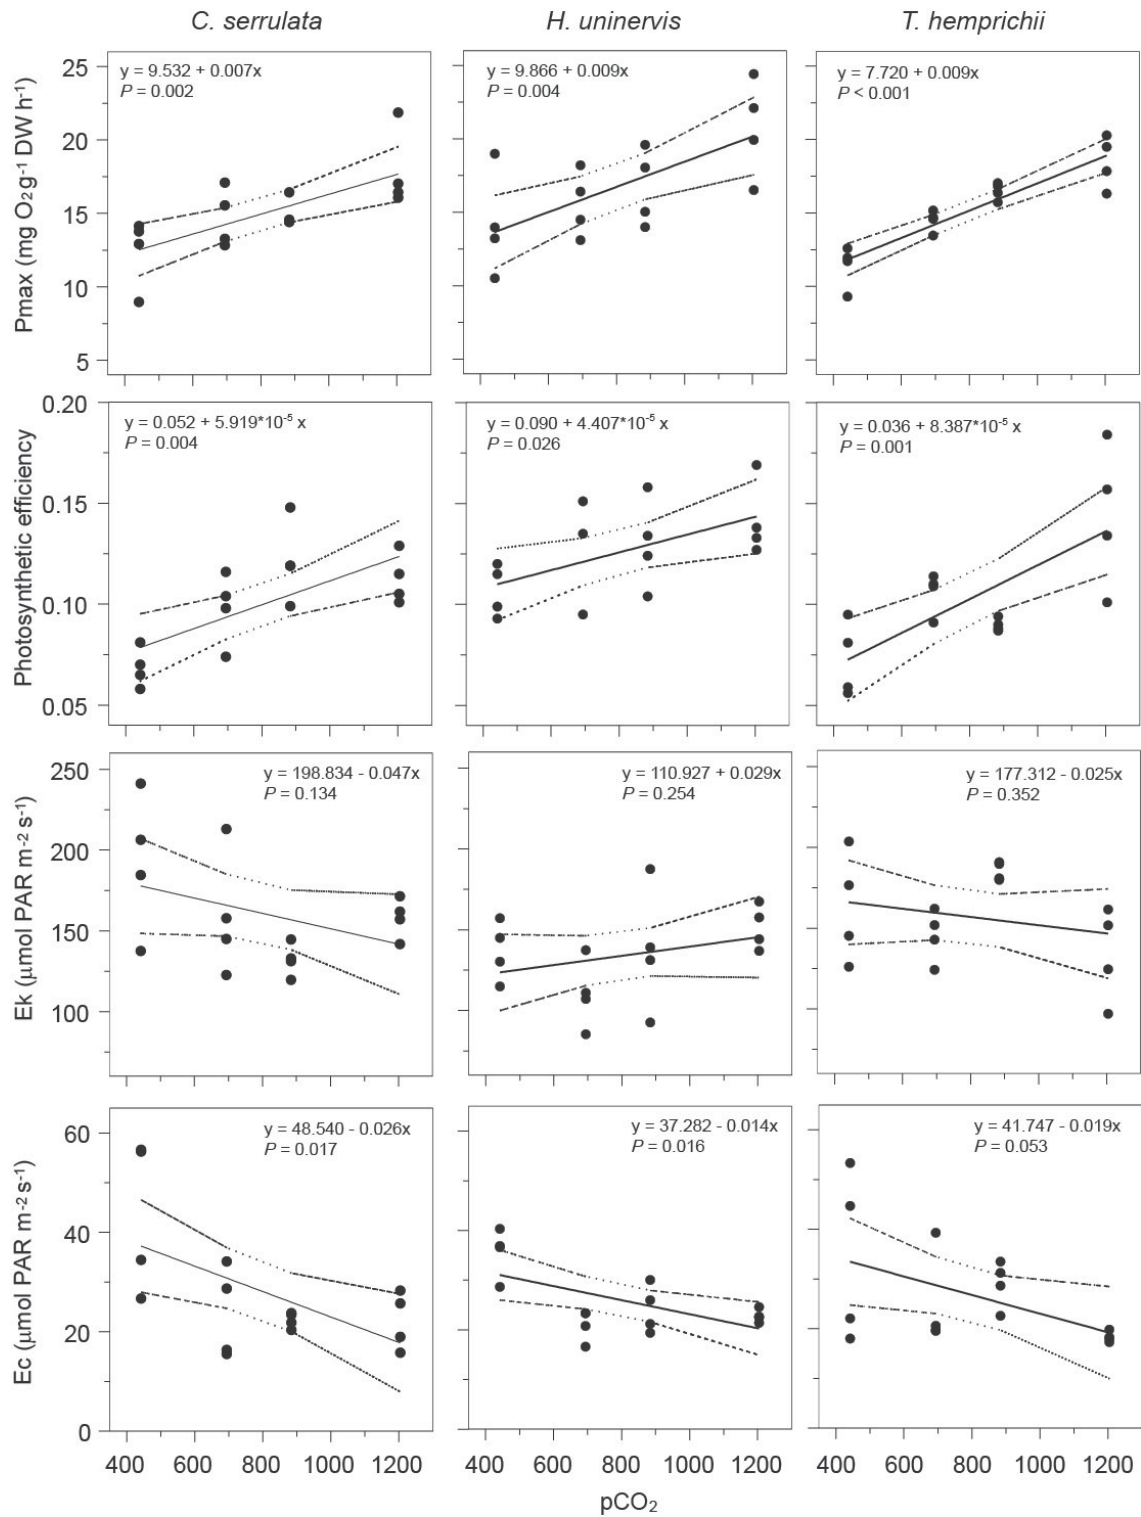 C. serrulata H. uninervis T. hemprichii
Pmax (mg O₂ g⁻¹ DW h⁻¹)
25
20
15
10
5
y = 9.532 + 0.007x
P = 0.002
y = 9.866 + 0.009x
P = 0.004
y = 7.720 + 0.009x
P < 0.001
Photosynthetic efficiency
0.20
0.15
0.10
0.05
y = 0.052 + 5.919*10⁻⁵ x
P = 0.004
y = 0.090 + 4.407*10⁻⁵ x
P = 0.026
y = 0.036 + 8.387*10⁻⁵ x
P = 0.001
Ek (μmol PAR m⁻² s⁻¹)
250
200
150
100
y = 198.834 - 0.047x
P = 0.134
y = 110.927 + 0.029x
P = 0.254
y = 177.312 - 0.025x
P = 0.352
Ec (μmol PAR m⁻² s⁻¹)
60
40
20
0
y = 48.540 - 0.026x
P = 0.017
y = 37.282 - 0.014x
P = 0.016
y = 41.747 - 0.019x
P = 0.053
400 600 800 1000 1200 400 600 800 1000 1200 400 600 800 1000 1200
pCO₂